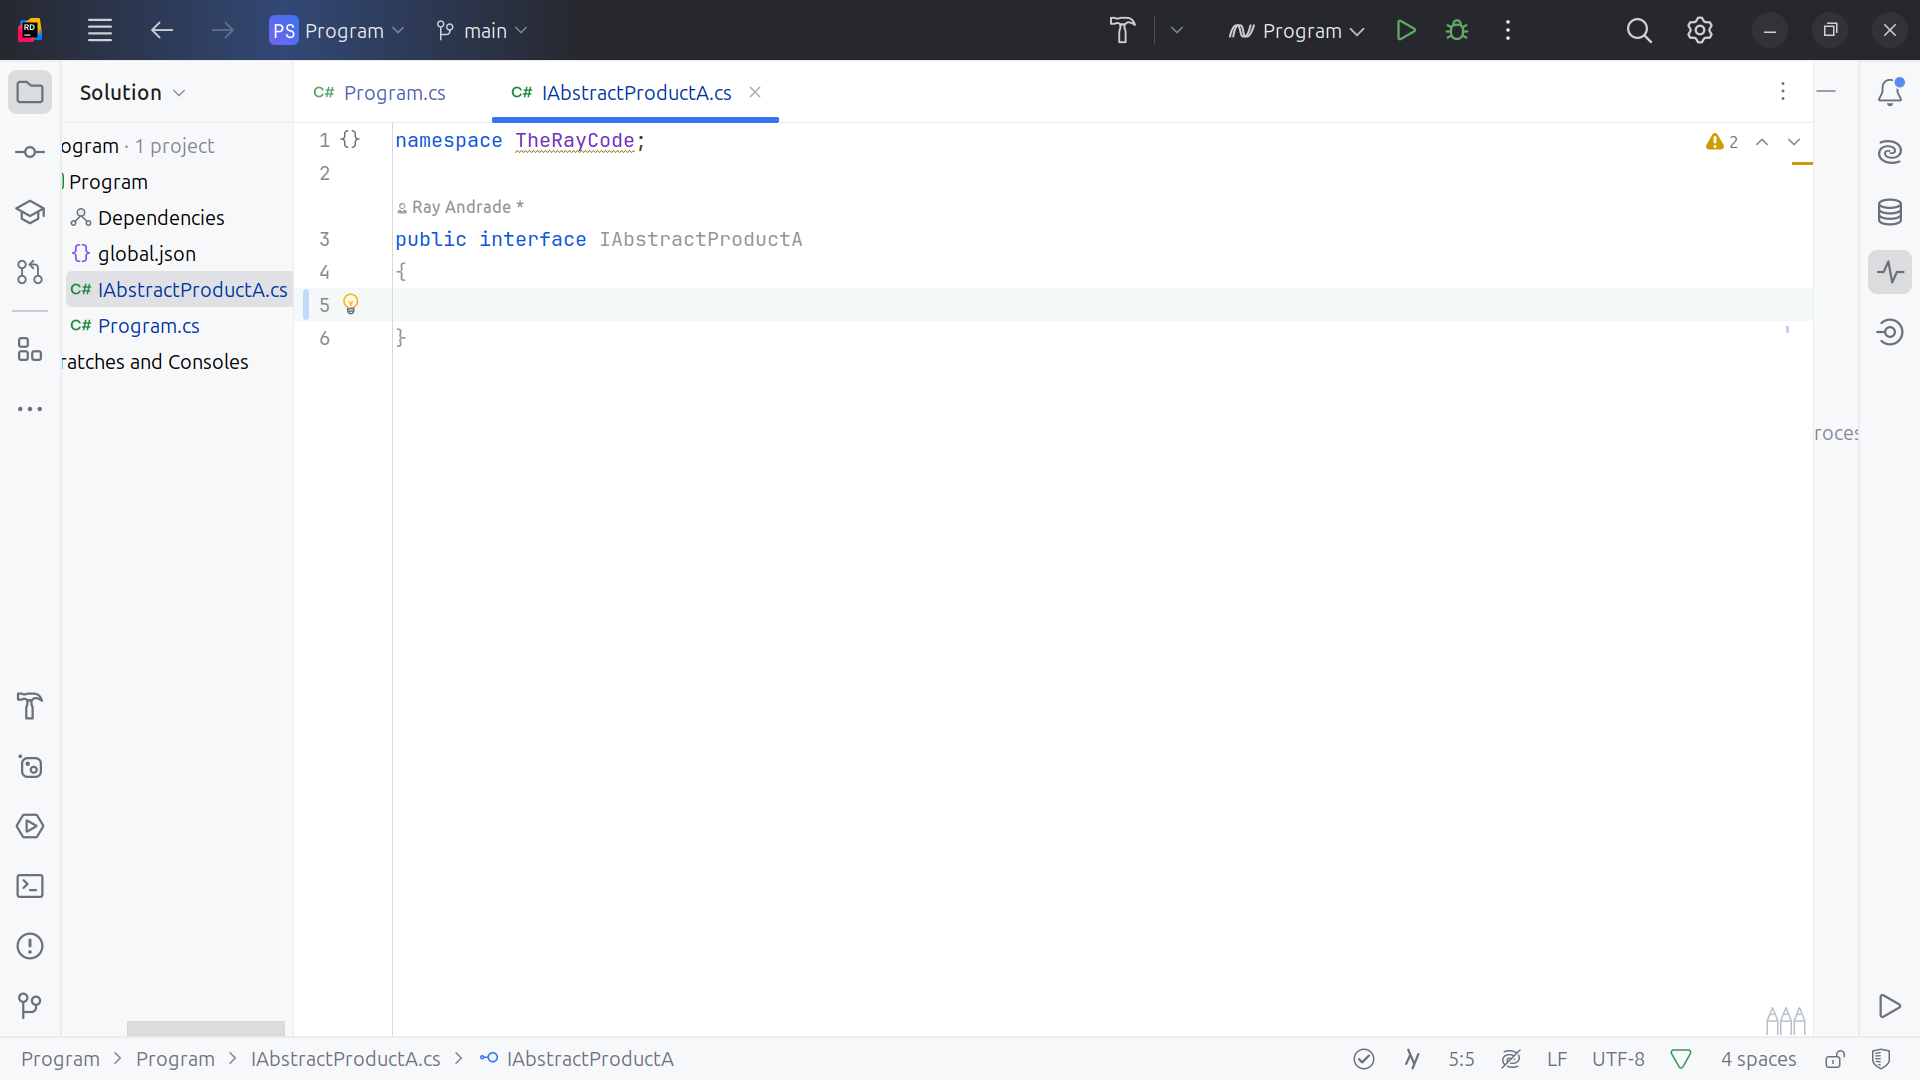 PS Program main Program
Solution
C# Program.cs C# IAbstractProductA.cs
ogram · 1 project
Program
Dependencies
{} global.json
C# IAbstractProductA.cs
C# Program.cs
ratches and Consoles
1 {} namespace TheRayCode;
2
Ray Andrade *
3 public interface IAbstractProductA
4 {
5
6 }
2
roces
Program > Program > IAbstractProductA.cs > IAbstractProductA
5:5 LF UTF-8 4 spaces